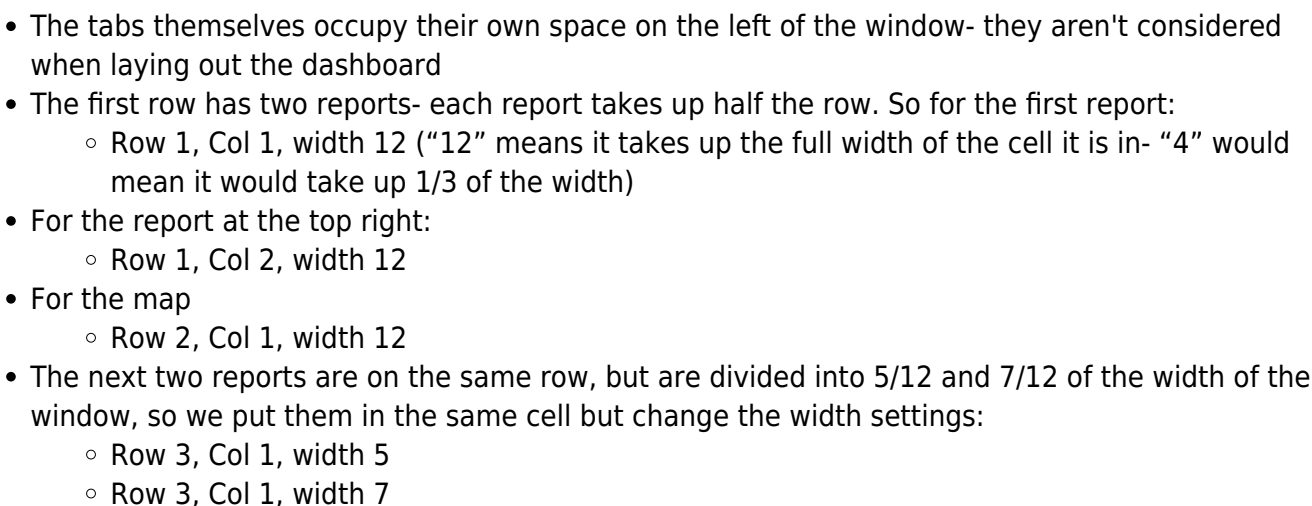 • The tabs themselves occupy their own space on the left of the window- they aren't considered
when laying out the dashboard
• The first row has two reports- each report takes up half the row. So for the first report:
◦ Row 1, Col 1, width 12 (“12” means it takes up the full width of the cell it is in- “4” would
mean it would take up 1/3 of the width)
• For the report at the top right:
◦ Row 1, Col 2, width 12
• For the map
◦ Row 2, Col 1, width 12
• The next two reports are on the same row, but are divided into 5/12 and 7/12 of the width of the
window, so we put them in the same cell but change the width settings:
◦ Row 3, Col 1, width 5
◦ Row 3, Col 1, width 7